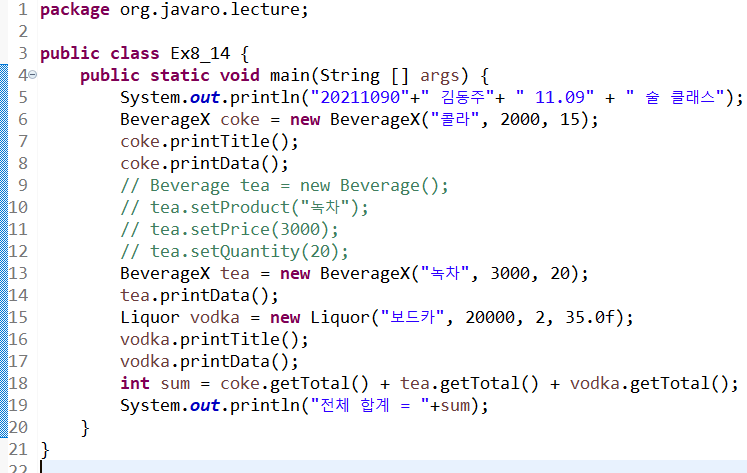 1 package org.javaro.lecture;
2
3 public class Ex8_14 {
4 public static void main(String [] args) {
5 System.out.println("20211090"+" 김동주"+ " 11.09" + " 술 클래스");
6 BeverageX coke = new BeverageX("콜라", 2000, 15);
7 coke.printTitle();
8 coke.printData();
9 // Beverage tea = new Beverage();
10 // tea.setProduct("녹차");
11 // tea.setPrice(3000);
12 // tea.setQuantity(20);
13 BeverageX tea = new BeverageX("녹차", 3000, 20);
14 tea.printData();
15 Liquor vodka = new Liquor("보드카", 20000, 2, 35.0f);
16 vodka.printTitle();
17 vodka.printData();
18 int sum = coke.getTotal() + tea.getTotal() + vodka.getTotal();
19 System.out.println("전체 합계 = "+sum);
20 }
21 }
22